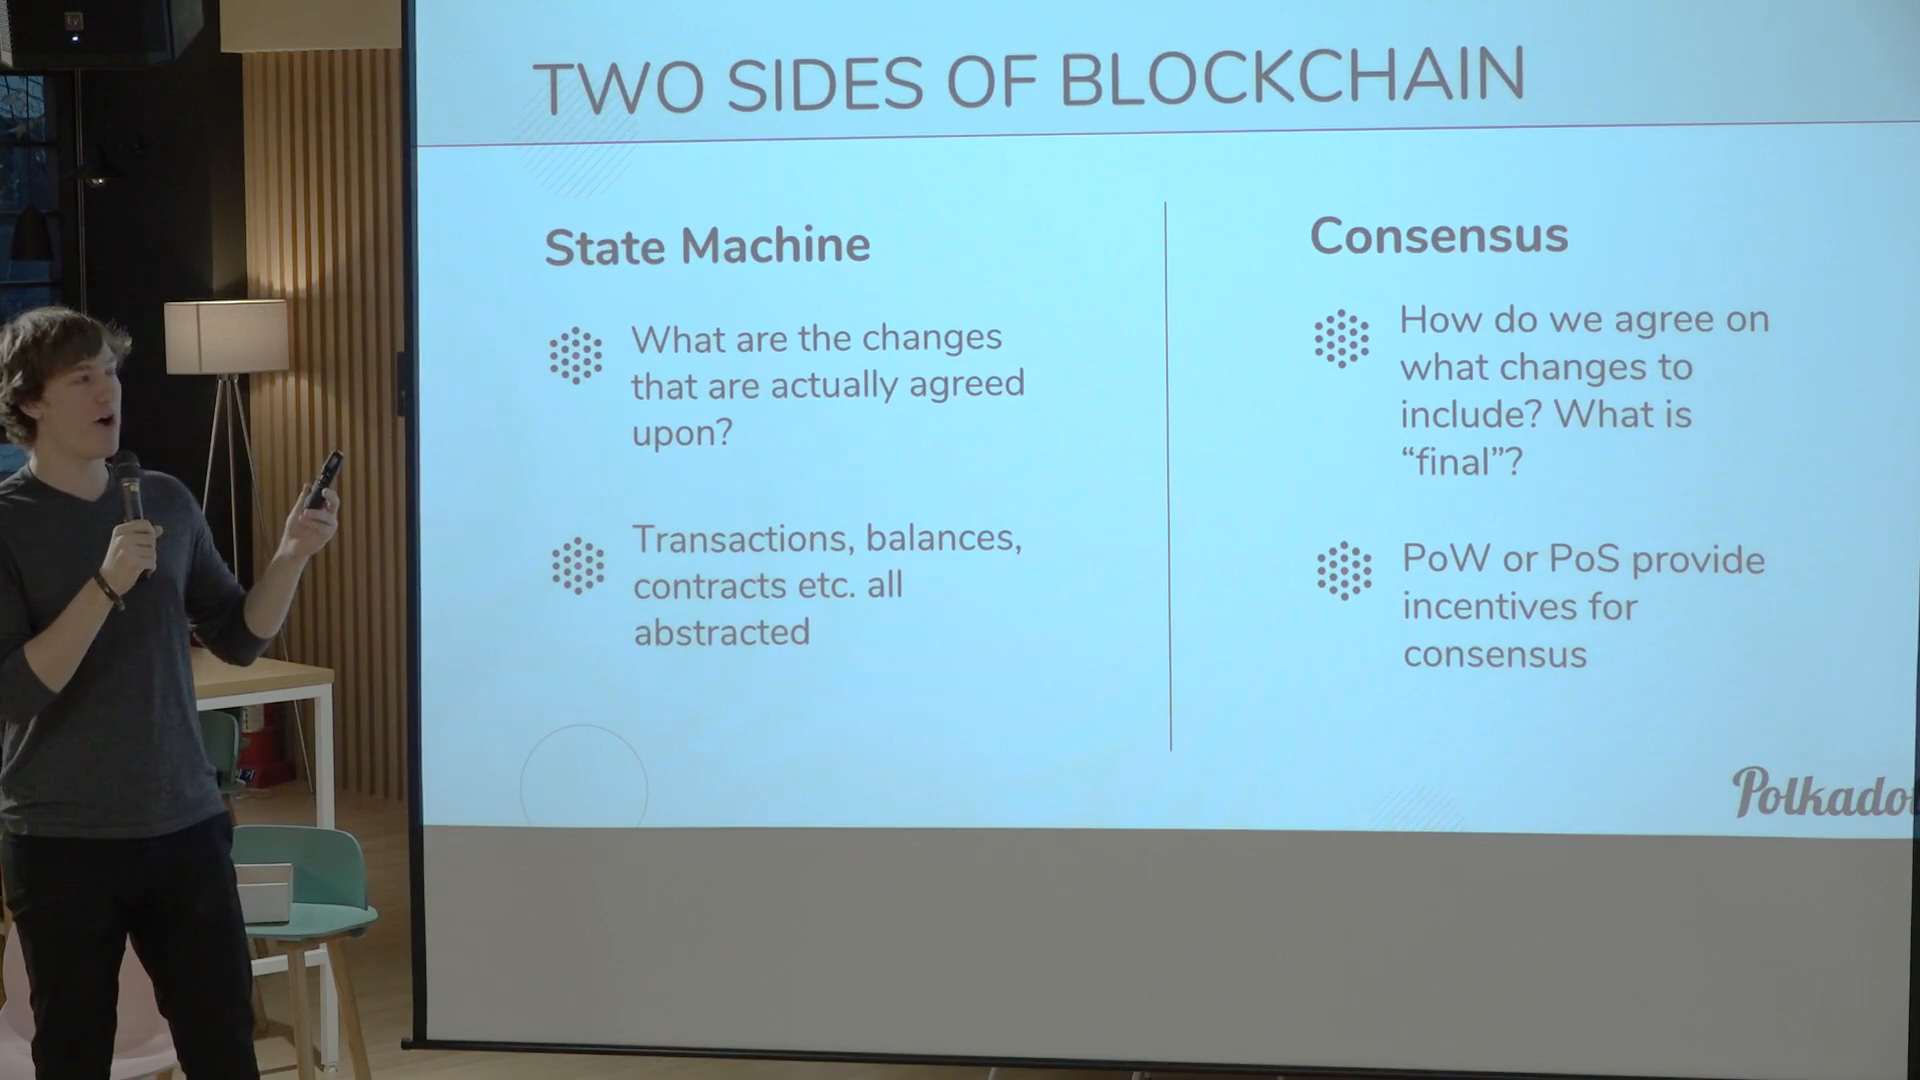 TWO SIDES OF BLOCKCHAIN
State Machine
What are the changes
that are actually agreed
upon?
Transactions, balances,
contracts etc. all
abstracted
Consensus
How do we agree on
what changes to
include? What is
“final”?
PoW or PoS provide
incentives for
consensus
Polkadot